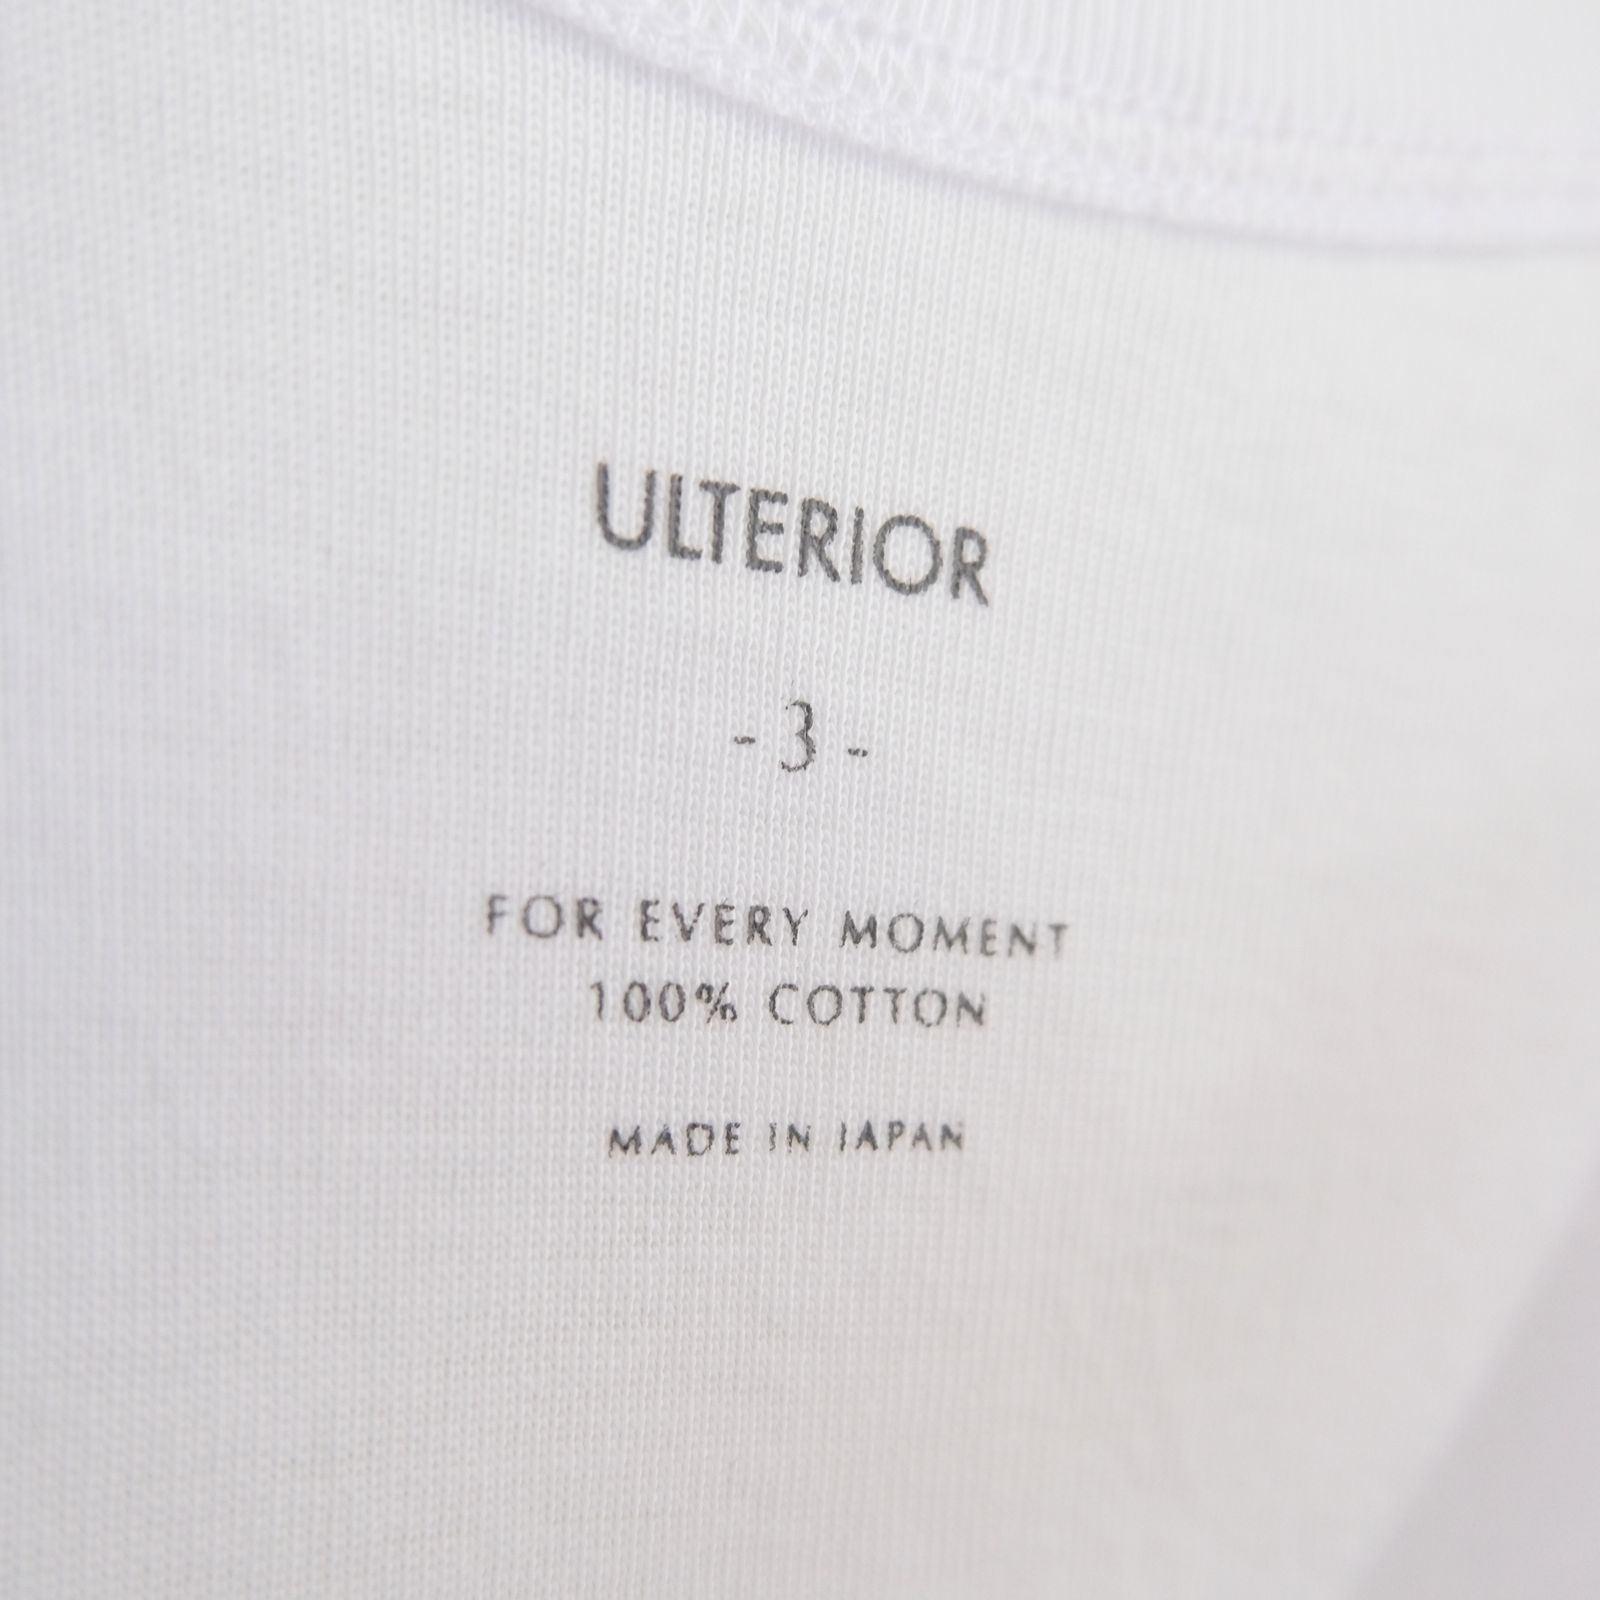 ULTERIOR
- 3 -
FOR EVERY MOMENT
100% COTTON
MADE IN JAPAN